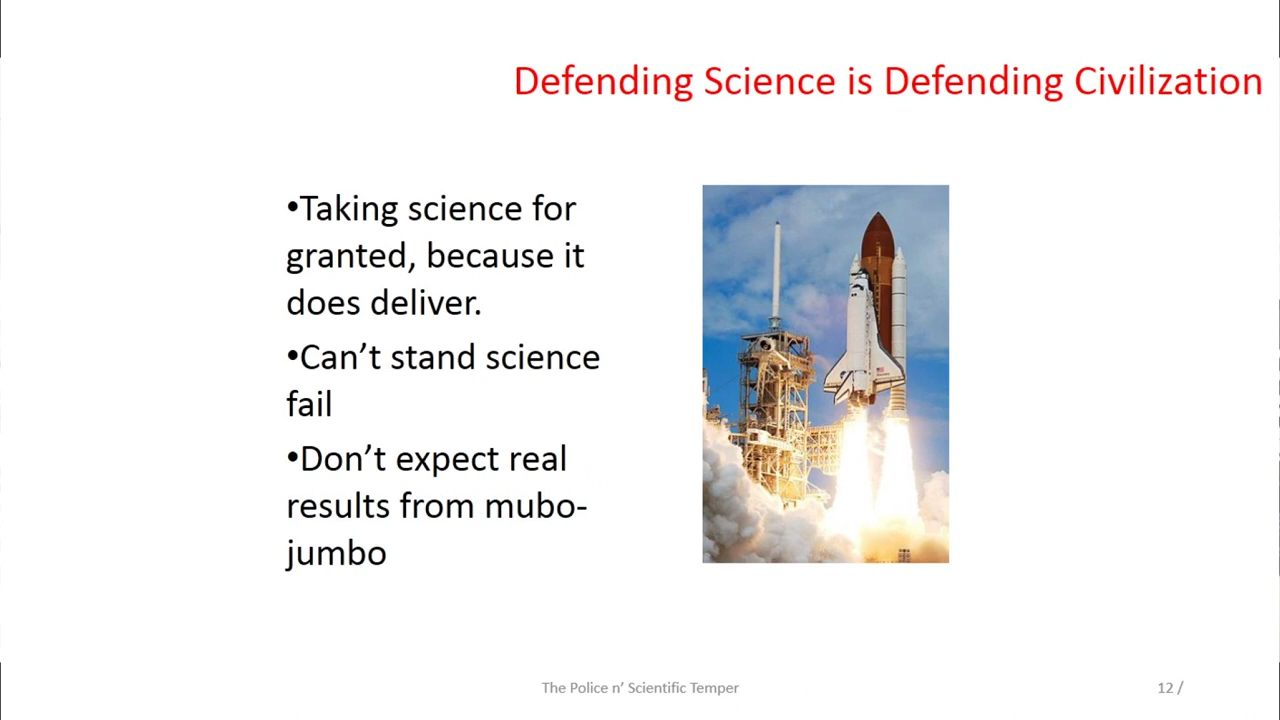 Defending Science is Defending Civilization
•Taking science for
granted, because it
does deliver.
•Can’t stand science
fail
•Don’t expect real
results from mubo-
jumbo
The Police n’ Scientific Temper
12 /